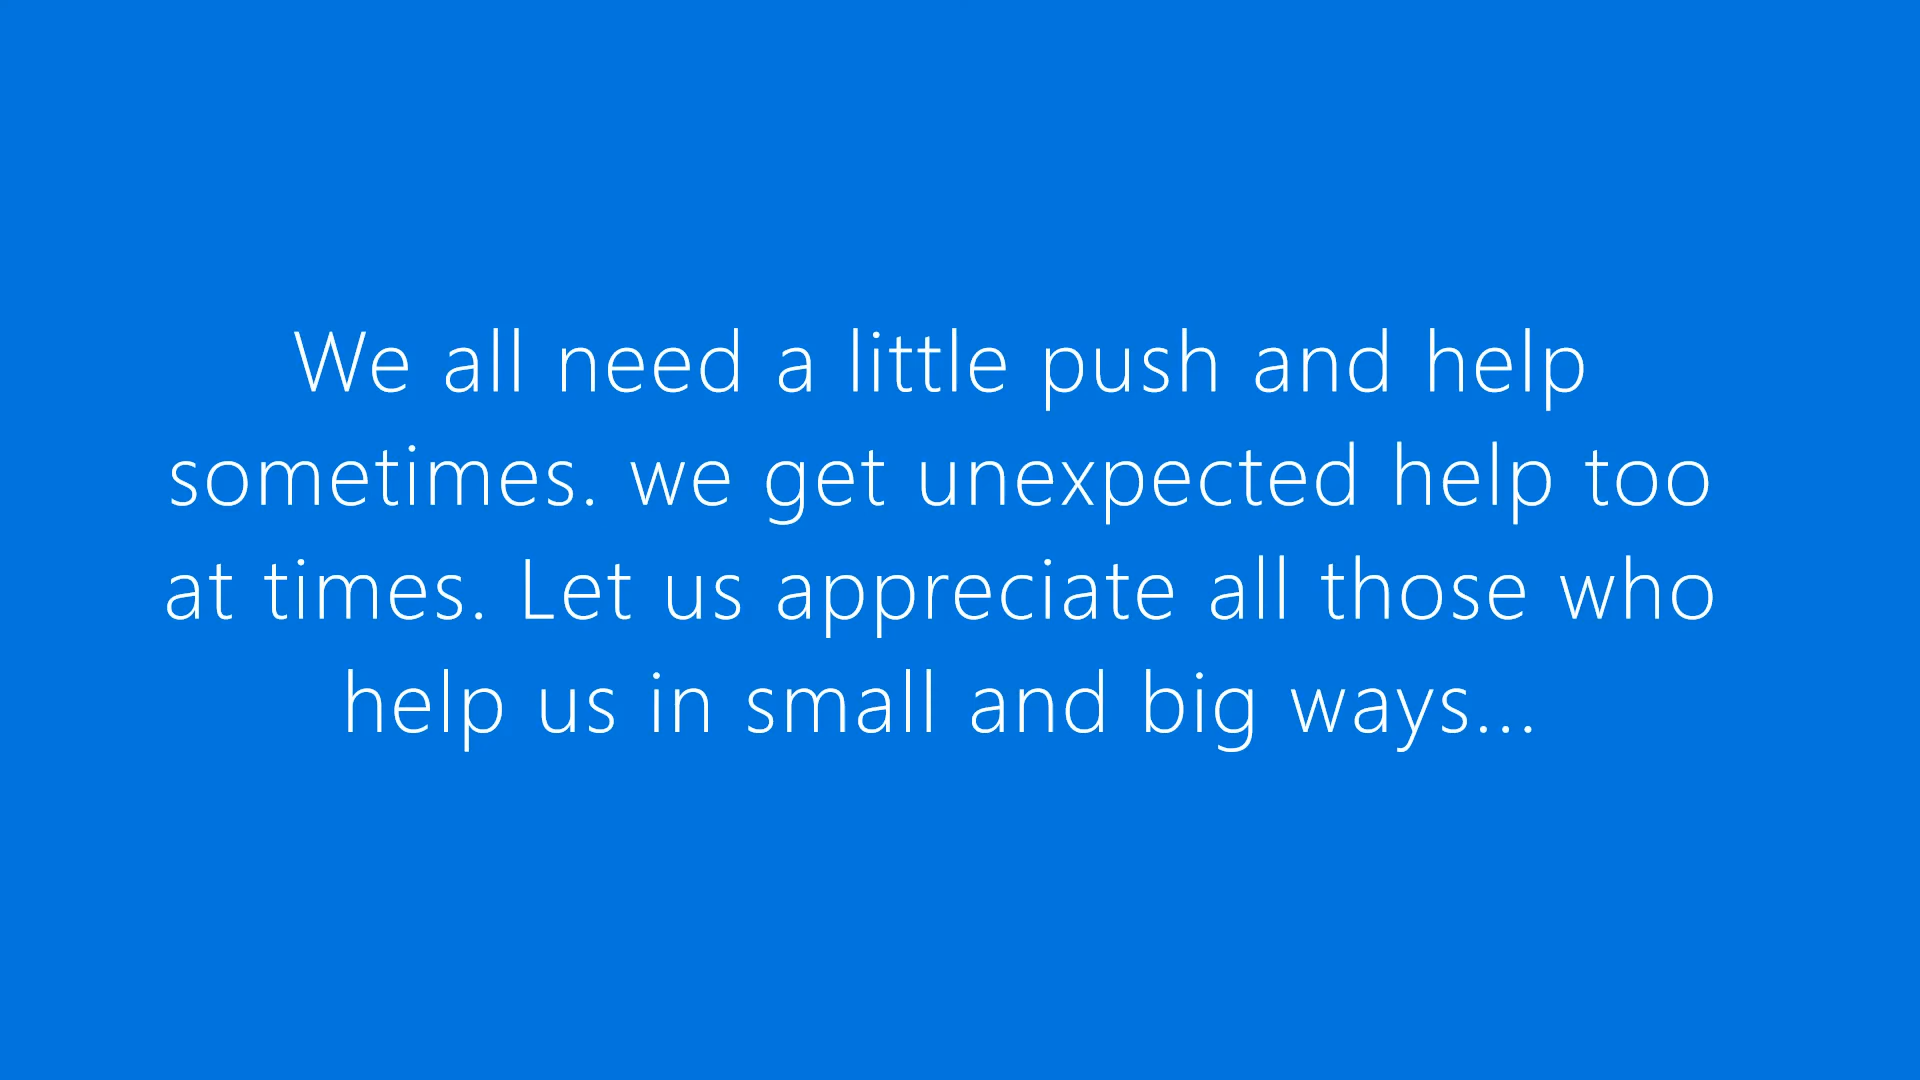 We all need a little push and help
sometimes. we get unexpected help too
at times. Let us appreciate all those who
help us in small and big ways...